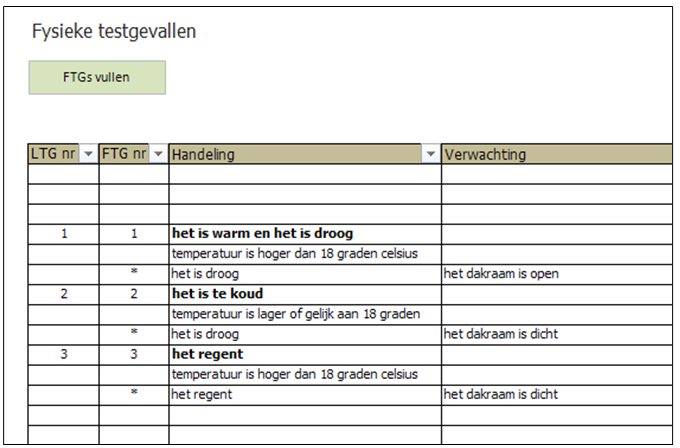 Fysieke testgevallen
FTGs vullen
LTG nr FTG nr Handeling Verwachting
1 1 het is warm en het is droog
temperatuur is hoger dan 18 graden celsius
* het is droog het dakraam is open
2 2 het is te koud
temperatuur is lager of gelijk aan 18 graden
* het is droog het dakraam is dicht
3 3 het regent
temperatuur is hoger dan 18 graden celsius
* het regent het dakraam is dicht